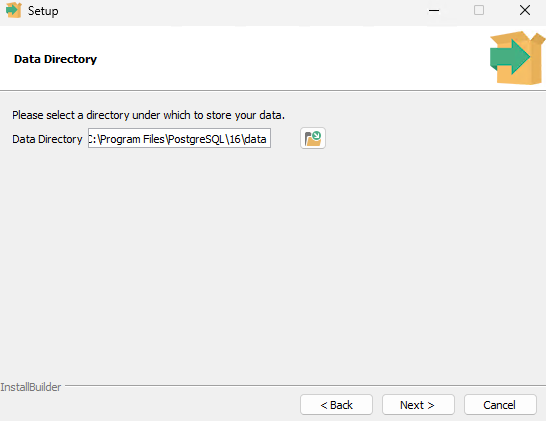 Setup
Data Directory
Please select a directory under which to store your data.
Data Directory C:\Program Files\PostgreSQL\16\data
InstallBuilder
< Back Next > Cancel